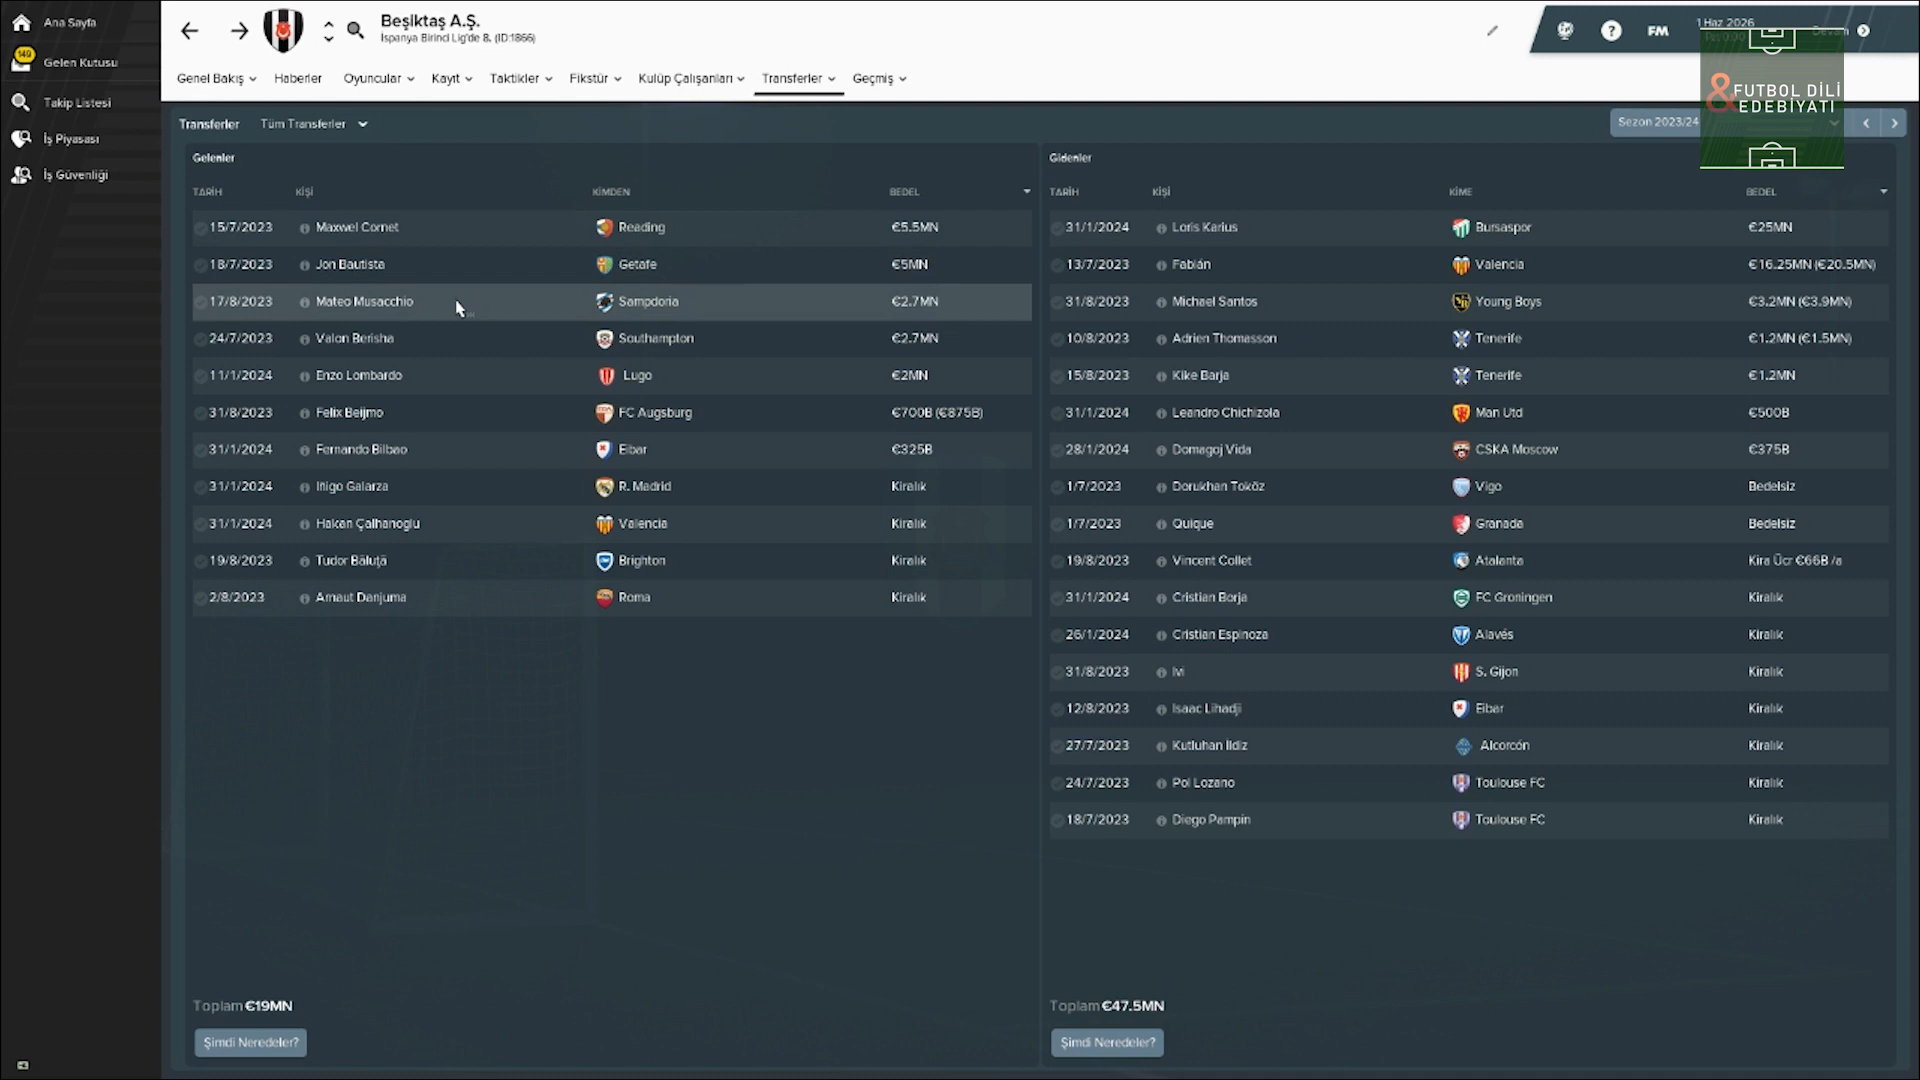 Ana Sayfa
149
Gelen Kutusu
Takip Listesi
İş Piyasası
İş Güvenliği
Beşiktaş A.Ş.
İspanya Birinci Lig'de 8. (ID:1866)
FM
1 Haz 2026
Devam
Genel Bakış
Haberler
Oyuncular
Kayıt
Taktikler
Fikstür
Kulüp Çalışanları
Transferler
Geçmiş
&FUTBOL DİLİ
EDEBİYATI
Transferler
Tüm Transferler
Sezon 2023/24
Gelenler
TARİH KİŞİ KİMDEN BEDEL
15/7/2023 Maxwel Cornet Reading €5.5MN
18/7/2023 Jon Bautista Getafe €5MN
17/8/2023 Mateo Musacchio Sampdoria €2.7MN
24/7/2023 Valon Berisha Southampton €2.7MN
11/1/2024 Enzo Lombardo Lugo €2MN
31/8/2023 Felix Beijmo FC Augsburg €700B (€875B)
31/1/2024 Fernando Bilbao Eibar €325B
31/1/2024 Iñigo Galarza R. Madrid Kiralık
31/1/2024 Hakan Çalhanoglu Valencia Kiralık
19/8/2023 Tudor Băluţă Brighton Kiralık
2/8/2023 Arnaut Danjuma Roma Kiralık
Toplam €19MN
Şimdi Neredeler?
Gidenler
TARİH KİŞİ KİME BEDEL
31/1/2024 Loris Karius Bursaspor €25MN
13/7/2023 Fabián Valencia €16.25MN (€20.5MN)
31/8/2023 Michael Santos Young Boys €3.2MN (€3.9MN)
10/8/2023 Adrien Thomasson Tenerife €1.2MN (€1.5MN)
15/8/2023 Kike Barja Tenerife €1.2MN
31/1/2024 Leandro Chichizola Man Utd €500B
28/1/2024 Domagoj Vida CSKA Moscow €375B
1/7/2023 Dorukhan Toköz Vigo Bedelsiz
1/7/2023 Quique Granada Bedelsiz
19/8/2023 Vincent Collet Atalanta Kira Ücr €66B /a
31/1/2024 Cristian Borja FC Groningen Kiralık
26/1/2024 Cristian Espinoza Alavés Kiralık
31/8/2023 Ivi S. Gijon Kiralık
12/8/2023 Isaac Lihadji Eibar Kiralık
27/7/2023 Kutluhan İldiz Alcorcón Kiralık
24/7/2023 Pol Lozano Toulouse FC Kiralık
18/7/2023 Diego Pampín Toulouse FC Kiralık
Toplam €47.5MN
Şimdi Neredeler?